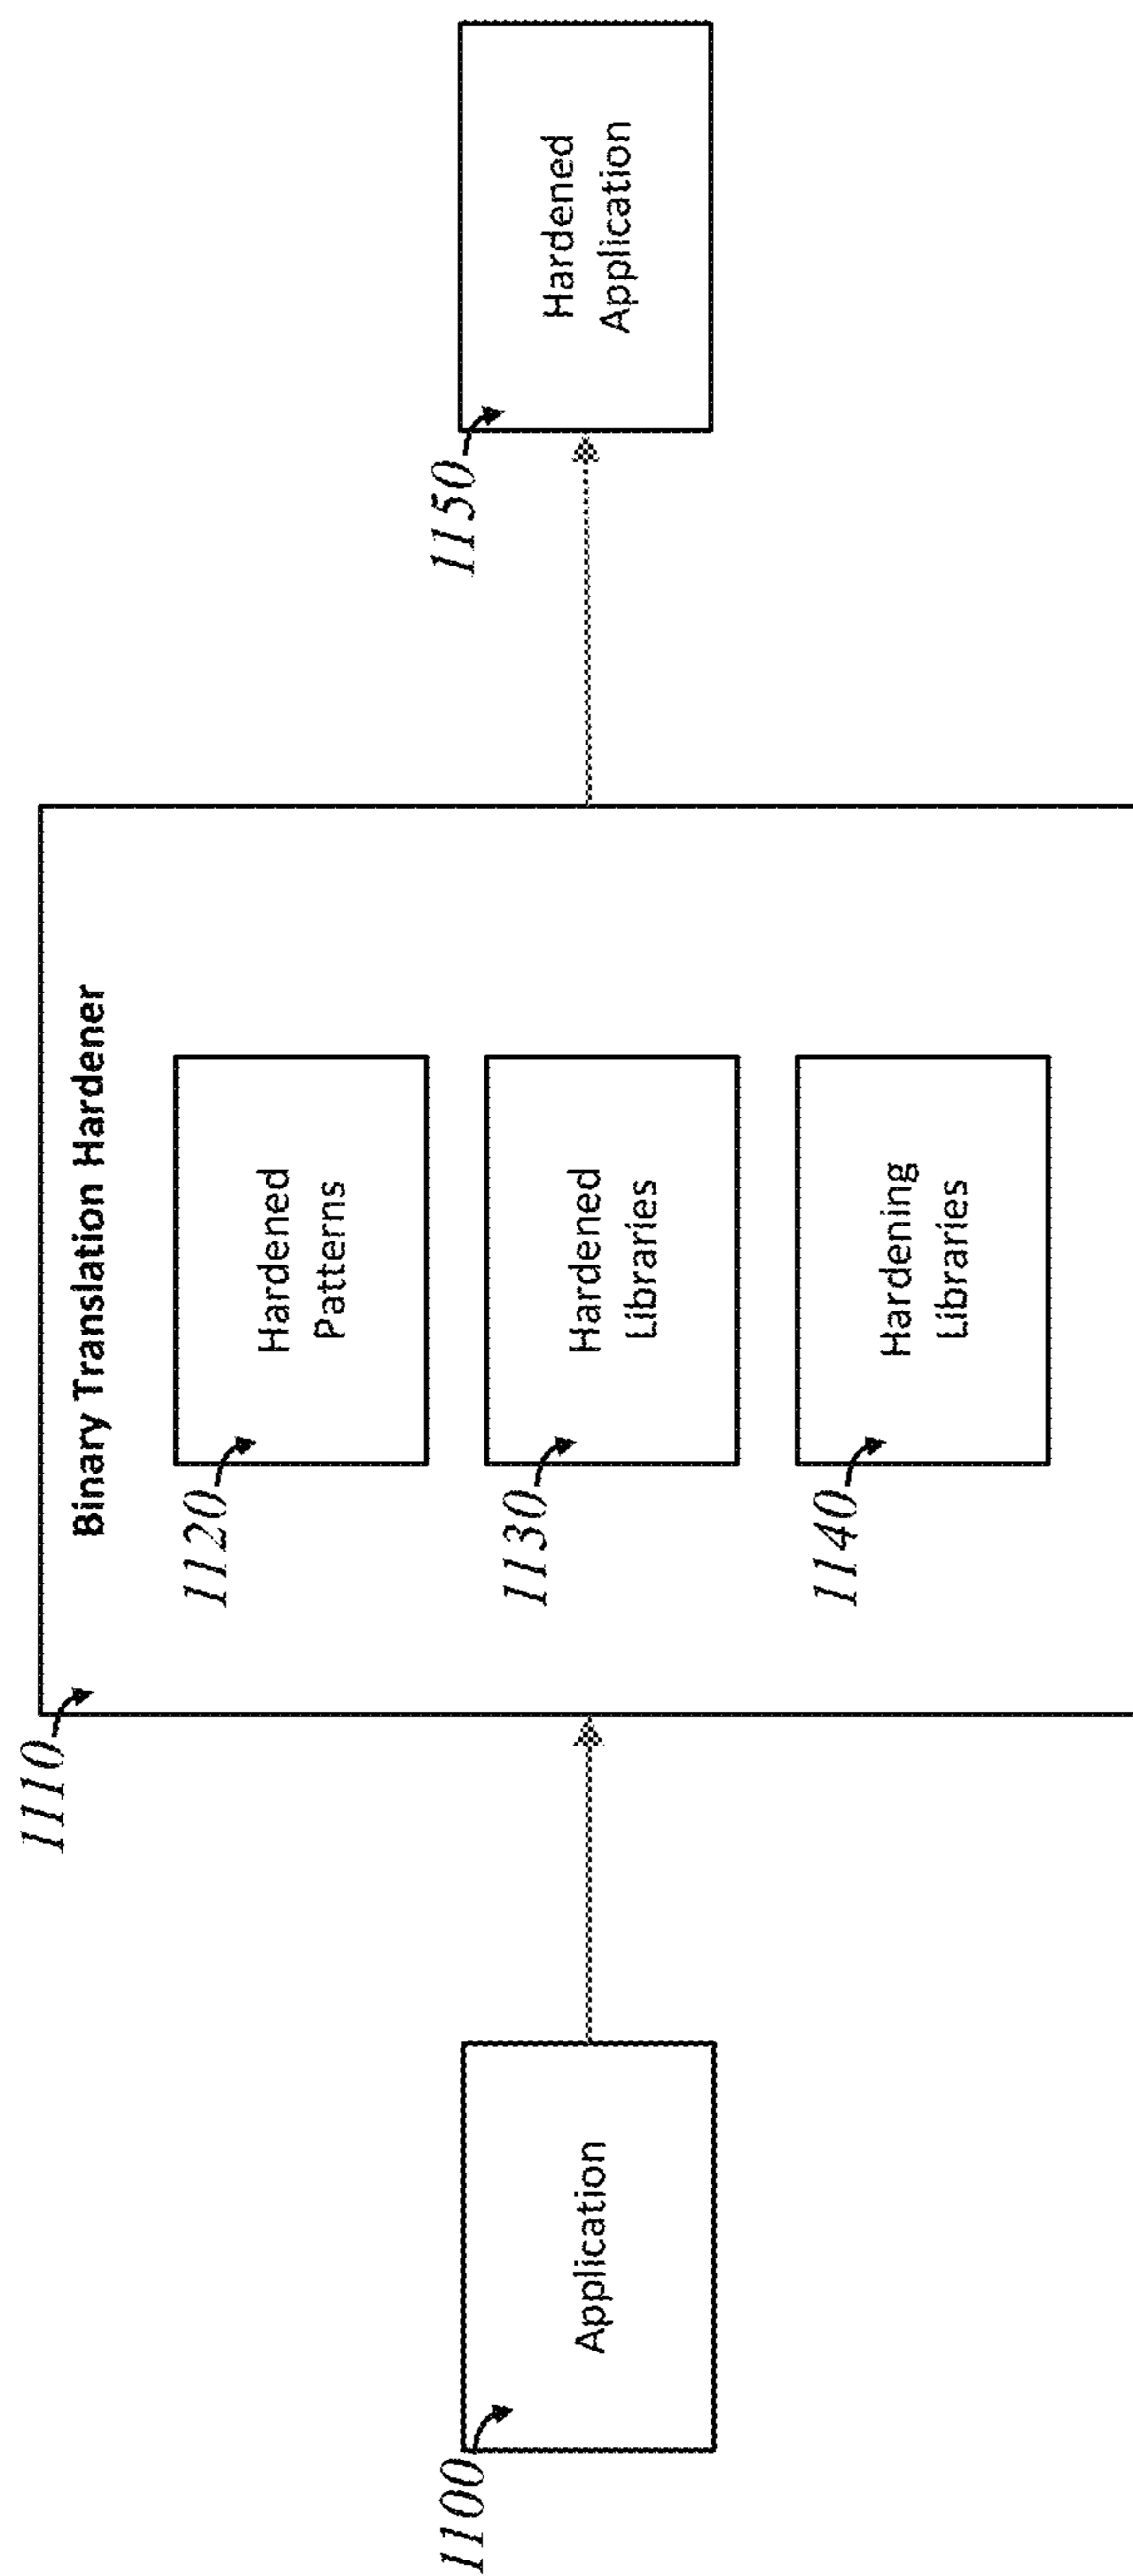 1100
Application
1110
Binary Translation Hardener
1120
Hardened
Patterns
1130
Hardened
Libraries
1140
Hardening
Libraries
1150
Hardened
Application